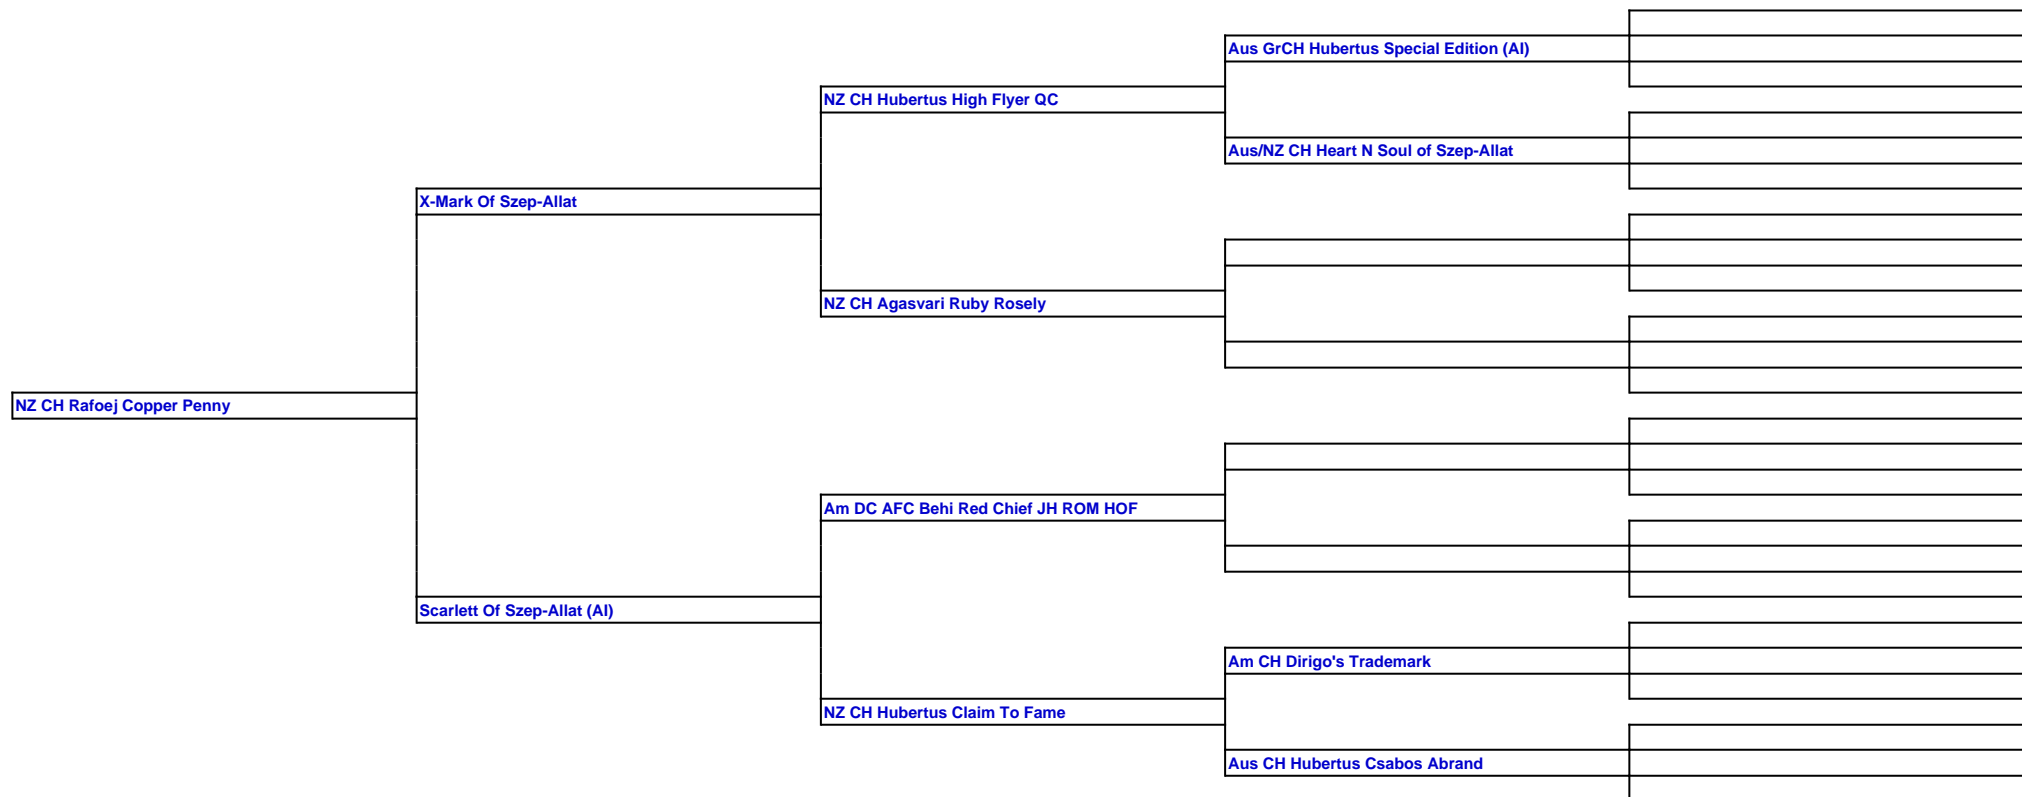 Aus GrCH Hubertus Special Edition (AI)
NZ CH Hubertus High Flyer QC
Aus/NZ CH Heart N Soul of Szep-Allat
X-Mark Of Szep-Allat
NZ CH Agasvari Ruby Rosely
NZ CH Rafoej Copper Penny
Am DC AFC Behi Red Chief JH ROM HOF
Scarlett Of Szep-Allat (AI)
Am CH Dirigo's Trademark
NZ CH Hubertus Claim To Fame
Aus CH Hubertus Csabos Abrand